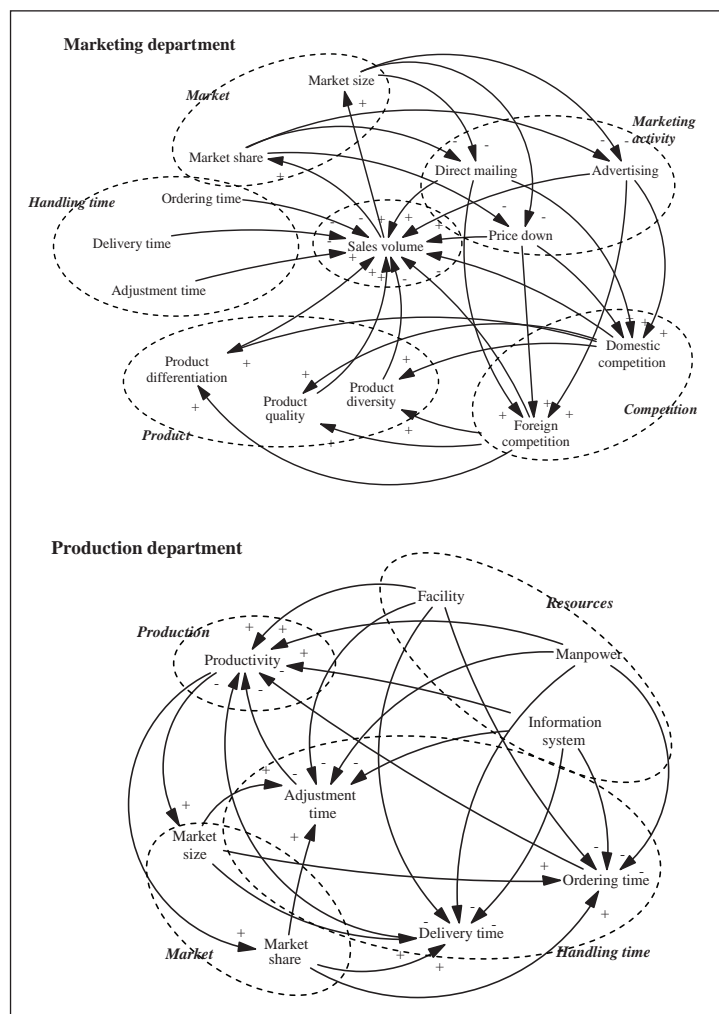 Marketing department
Market size
Market
+
Marketing
activity
Market share
Direct mailing
Advertising
Handling time
Ordering time
Delivery time
Sales volume
Price down
Adjustment time
Product
differentiation
Product
quality
Product
diversity
Product
Domestic
competition
Foreign
competition
Competition
Production department
Facility
Resources
Production
Productivity
Manpower
Information
system
Adjustment
time
Market
size
Ordering time
Delivery time
Market
share
Market
Handling time